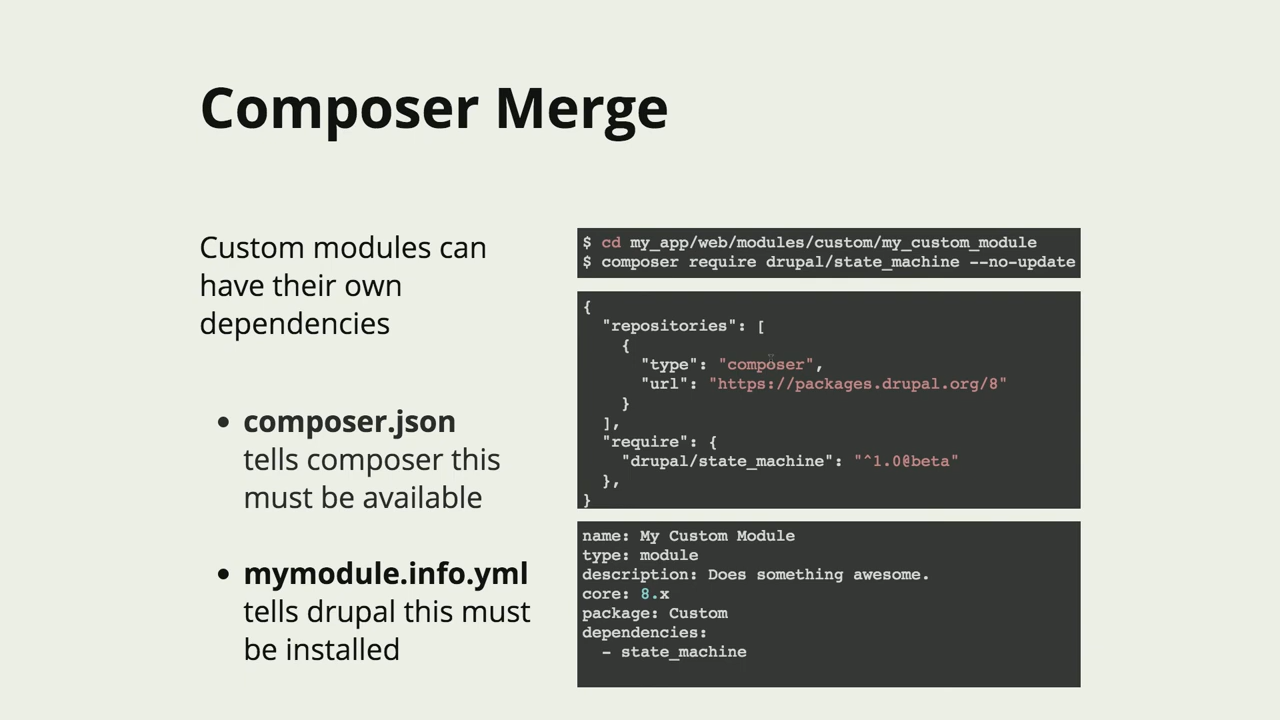 Composer Merge
Custom modules can
have their own
dependencies
• composer.json
tells composer this
must be available
• mymodule.info.yml
tells drupal this must
be installed
$ cd my_app/web/modules/custom/my_custom_module
$ composer require drupal/state_machine --no-update
{
  "repositories": [
    {
      "type": "composer",
      "url": "https://packages.drupal.org/8"
    }
  ],
  "require": {
    "drupal/state_machine": "^1.0@beta"
  },
}
name: My Custom Module
type: module
description: Does something awesome.
core: 8.x
package: Custom
dependencies:
  - state_machine